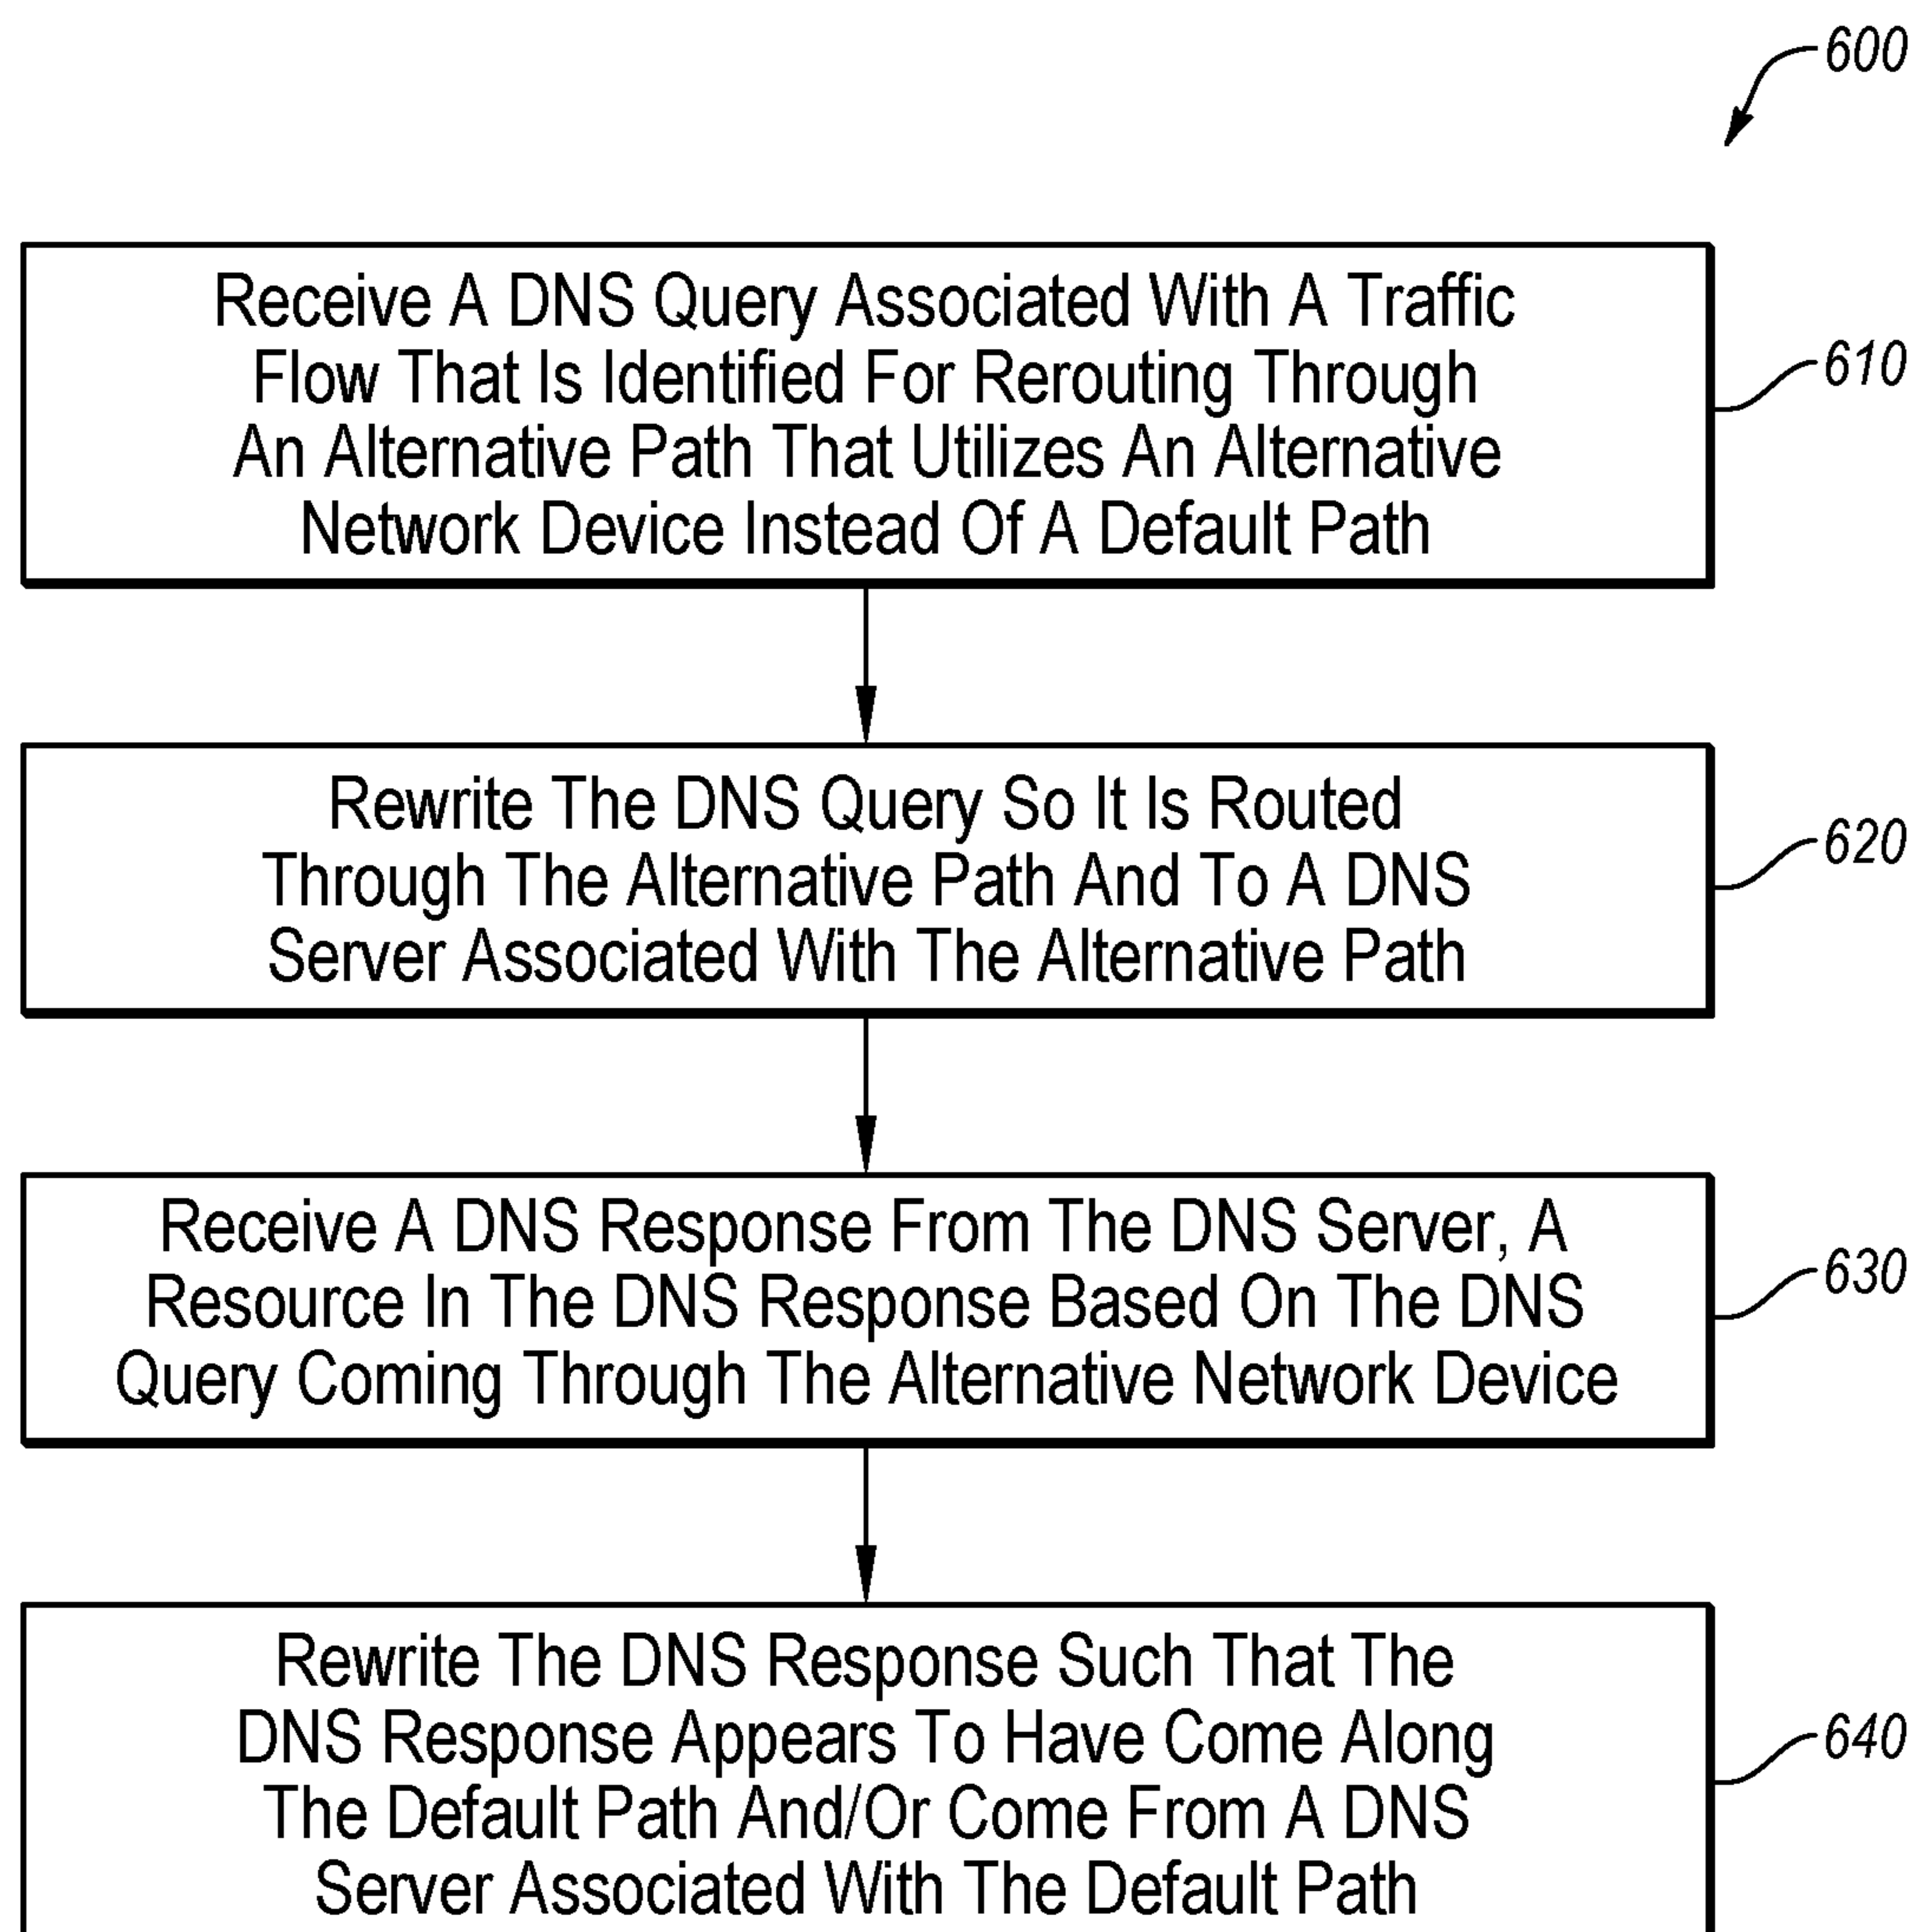 600
Receive A DNS Query Associated With A Traffic
Flow That Is Identified For Rerouting Through
An Alternative Path That Utilizes An Alternative
Network Device Instead Of A Default Path
610
Rewrite The DNS Query So It Is Routed
Through The Alternative Path And To A DNS
Server Associated With The Alternative Path
620
Receive A DNS Response From The DNS Server, A
Resource In The DNS Response Based On The DNS
Query Coming Through The Alternative Network Device
630
Rewrite The DNS Response Such That The
DNS Response Appears To Have Come Along
The Default Path And/Or Come From A DNS
Server Associated With The Default Path
640